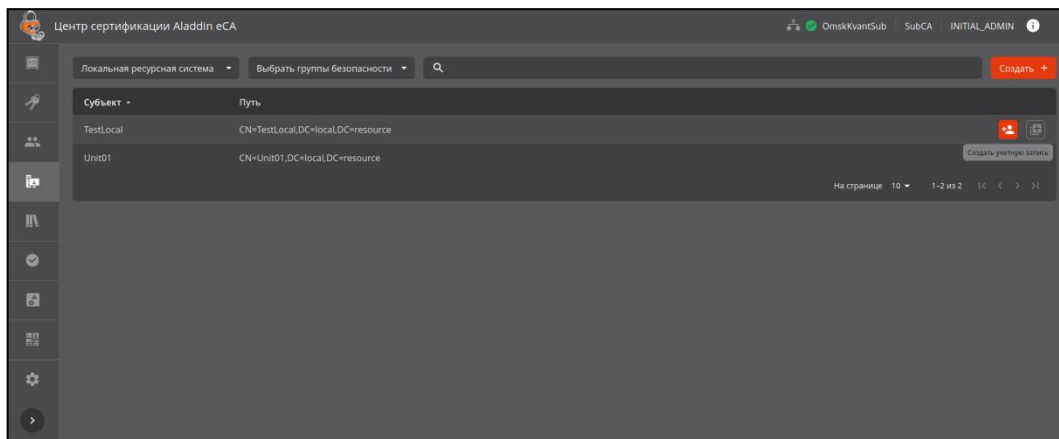 Центр сертификации Aladdin eCA
OmskKvantSub SubCA INITIAL_ADMIN
Локальная ресурсная система Выбрать группы безопасности Создать +
Субъект Путь
TestLocal CN=TestLocal,DC=local,DC=resource
Unit01 CN=Unit01,DC=local,DC=resource
Создать учетную запись
На странице 10 1–2 из 2